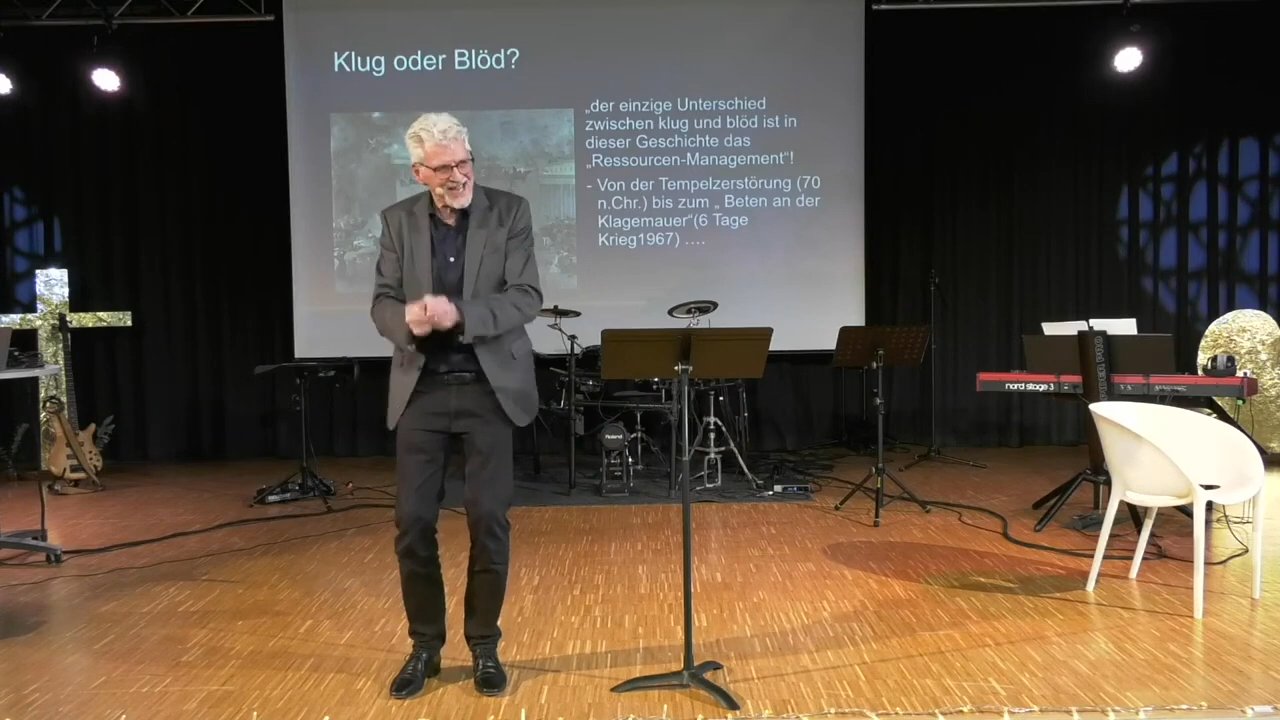 Klug oder Blöd?
„der einzige Unterschied
zwischen klug und blöd ist in
dieser Geschichte das
„Ressourcen-Management“!
- Von der Tempelzerstörung (70
n.Chr.) bis zum „ Beten an der
Klagemauer“(6 Tage
Krieg1967) ....
Roland
nord stage 3